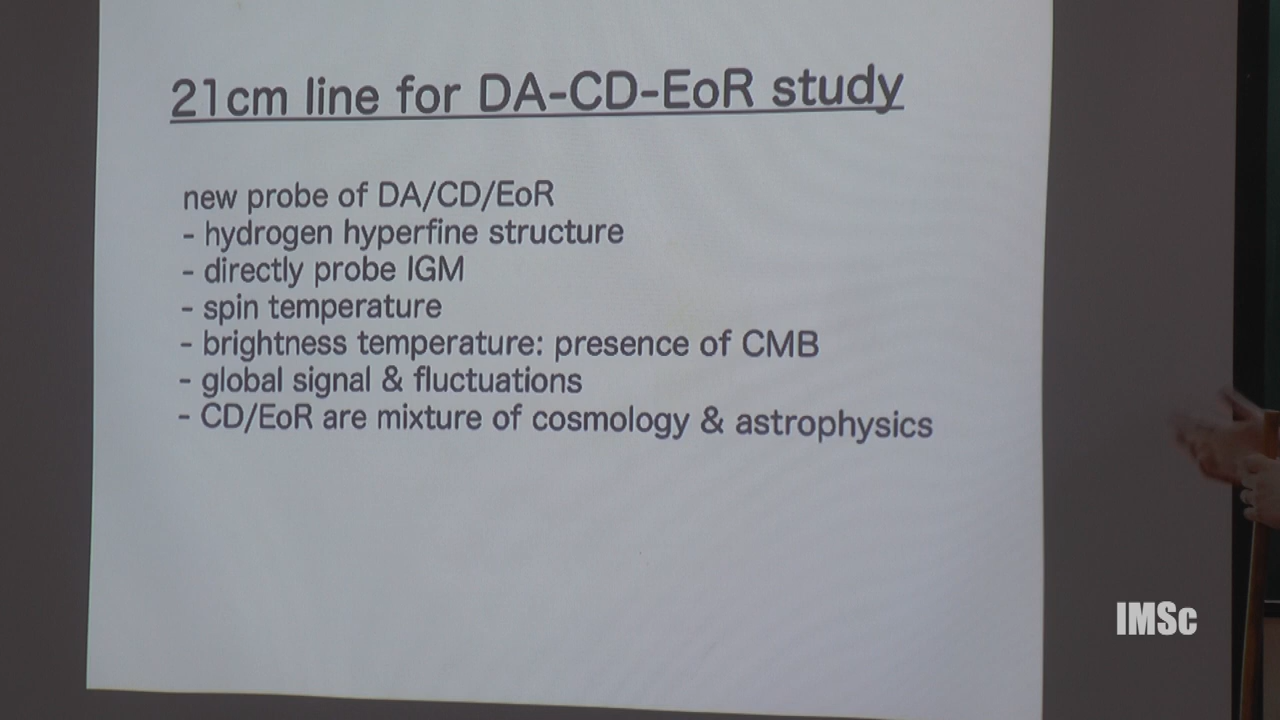 21cm line for DA-CD-EoR study
new probe of DA/CD/EoR
- hydrogen hyperfine structure
- directly probe IGM
- spin temperature
- brightness temperature: presence of CMB
- global signal & fluctuations
- CD/EoR are mixture of cosmology & astrophysics
IMSc